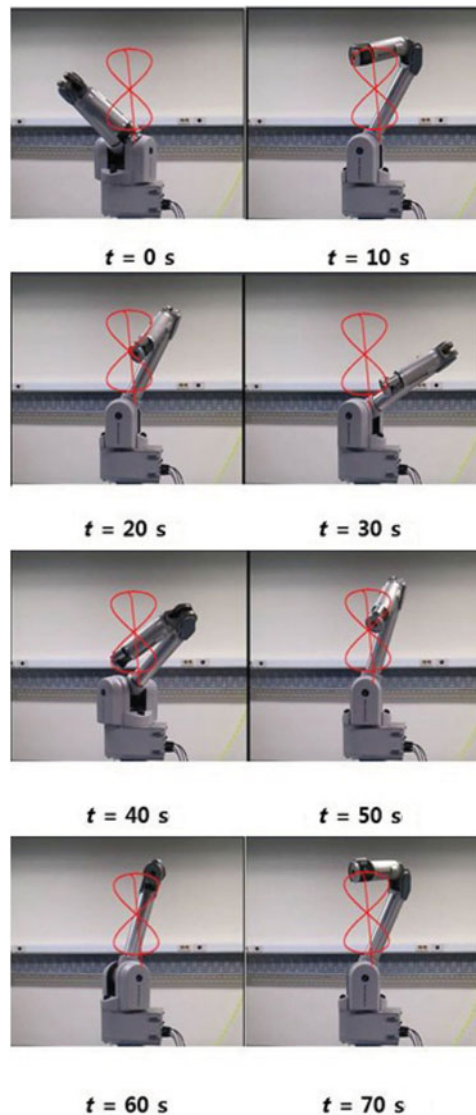 t = 0 s
t = 10 s
t = 20 s
t = 30 s
t = 40 s
t = 50 s
t = 60 s
t = 70 s